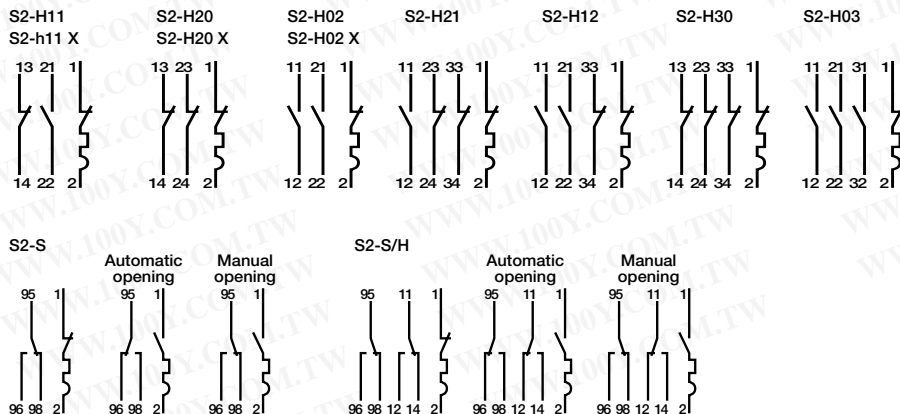 S2-H11 S2-H20 S2-H02 S2-H21 S2-H12 S2-H30 S2-H03
S2-h11 X S2-H20 X S2-H02 X
13 21 1 13 23 1 11 21 1 11 23 33 1 11 21 33 1 13 23 33 1 11 21 31 1
14 22 2 14 24 2 12 22 2 12 24 34 2 12 22 34 2 14 24 34 2 12 22 32 2
S2-S S2-S/H
Automatic Manual Automatic Manual
opening opening opening opening
95 1 95 1 95 1 95 11 1 95 11 1 95 11 1
96 98 2 96 98 2 96 98 2 96 98 12 14 2 96 98 12 14 2 96 98 12 14 2
WWW.100Y.COM.TW